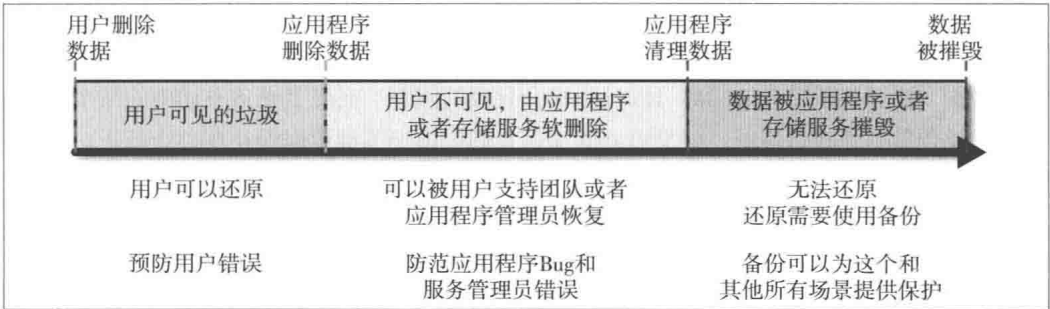 用户删除
数据
应用程序
删除数据
应用程序
清理数据
数据
被摧毁
用户可见的垃圾
用户不可见，由应用程序
或者存储服务软删除
数据被应用程序或者
存储服务摧毁
用户可以还原
可以被用户支持团队或者
应用程序管理员恢复
无法还原
还原需要使用备份
预防用户错误
防范应用程序Bug和
服务管理员错误
备份可以为这个和
其他所有场景提供保护